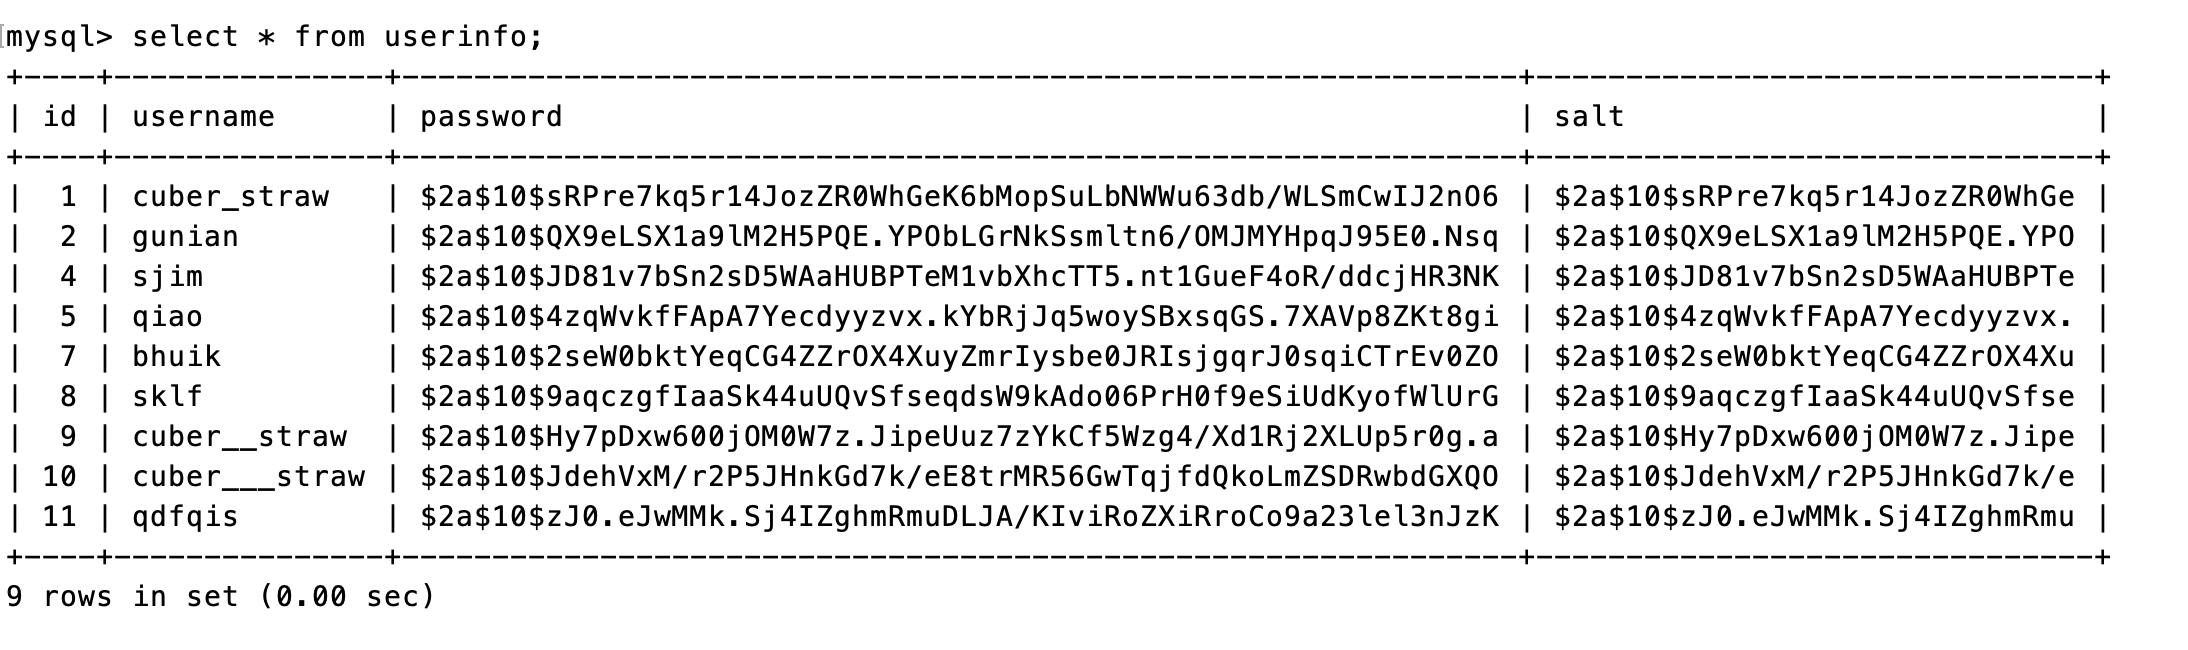 mysql> select * from userinfo;
+----+---------------+--------------------------------------------------------------+-------------------------------+
| id | username      | password                                                     | salt                          |
+----+---------------+--------------------------------------------------------------+-------------------------------+
|  1 | cuber_straw   | $2a$10$sRPre7kq5r14JozZR0WhGeK6bMopSuLbNWWu63db/WLSmCwIJ2nO6 | $2a$10$sRPre7kq5r14JozZR0WhGe |
|  2 | gunian        | $2a$10$QX9eLSX1a9lM2H5PQE.YPObLGrNkSsmltn6/OMJMYHpqJ95E0.Nsq | $2a$10$QX9eLSX1a9lM2H5PQE.YPO |
|  4 | sjim          | $2a$10$JD81v7bSn2sD5WAaHUBPTeM1vbXhcTT5.nt1GueF4oR/ddcjHR3NK | $2a$10$JD81v7bSn2sD5WAaHUBPTe |
|  5 | qiao          | $2a$10$4zqWvkfFApA7Yecdyyzvx.kYbRjJq5woySBxsqGS.7XAVp8ZKt8gi | $2a$10$4zqWvkfFApA7Yecdyyzvx. |
|  7 | bhuik         | $2a$10$2seW0bktYeqCG4ZZrOX4XuyZmrIysbe0JRIsjgqrJ0sqiCTrEv0ZO | $2a$10$2seW0bktYeqCG4ZZrOX4Xu |
|  8 | sklf          | $2a$10$9aqczgfIaaSk44uUQvSfseqdsW9kAdo06PrH0f9eSiUdKyofWlUrG | $2a$10$9aqczgfIaaSk44uUQvSfse |
|  9 | cuber__straw  | $2a$10$Hy7pDxw600jOM0W7z.JipeUuz7zYkCf5Wzg4/Xd1Rj2XLUp5r0g.a | $2a$10$Hy7pDxw600jOM0W7z.Jipe |
| 10 | cuber___straw | $2a$10$JdehVxM/r2P5JHnkGd7k/eE8trMR56GwTqjfdQkoLmZSDRwbdGXQO | $2a$10$JdehVxM/r2P5JHnkGd7k/e |
| 11 | qdfqis        | $2a$10$zJ0.eJwMMk.Sj4IZghmRmuDLJA/KIviRoZXiRroCo9a23lel3nJzK | $2a$10$zJ0.eJwMMk.Sj4IZghmRmu |
+----+---------------+--------------------------------------------------------------+-------------------------------+
9 rows in set (0.00 sec)